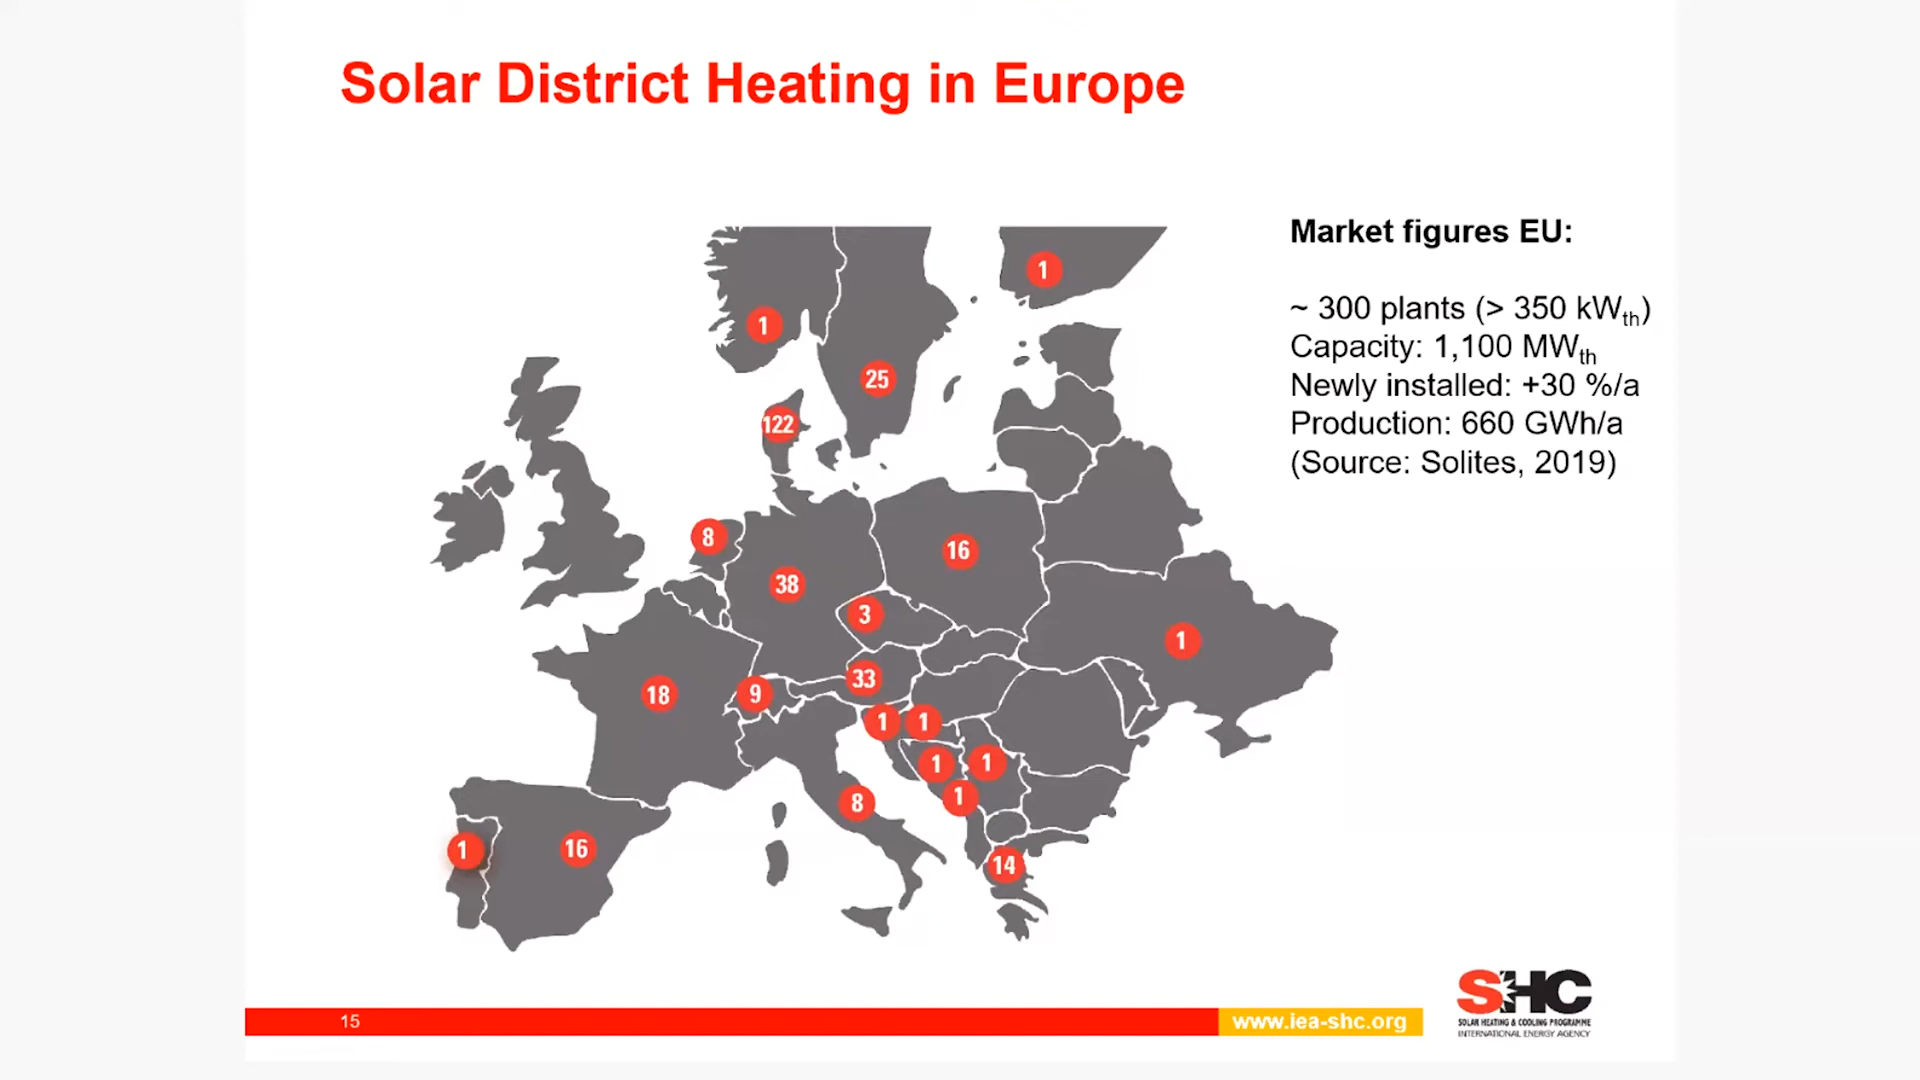 Solar District Heating in Europe
Market figures EU:
~ 300 plants (> 350 kWth)
Capacity: 1,100 MWth
Newly installed: +30 %/a
Production: 660 GWh/a
(Source: Solites, 2019)
1
1
25
122
8
16
38
3
1
33
18
9
1
1
1
1
1
8
1
16
14
15
www.iea-shc.org
SHC
SOLAR HEATING & COOLING PROGRAMME
INTERNATIONAL ENERGY AGENCY